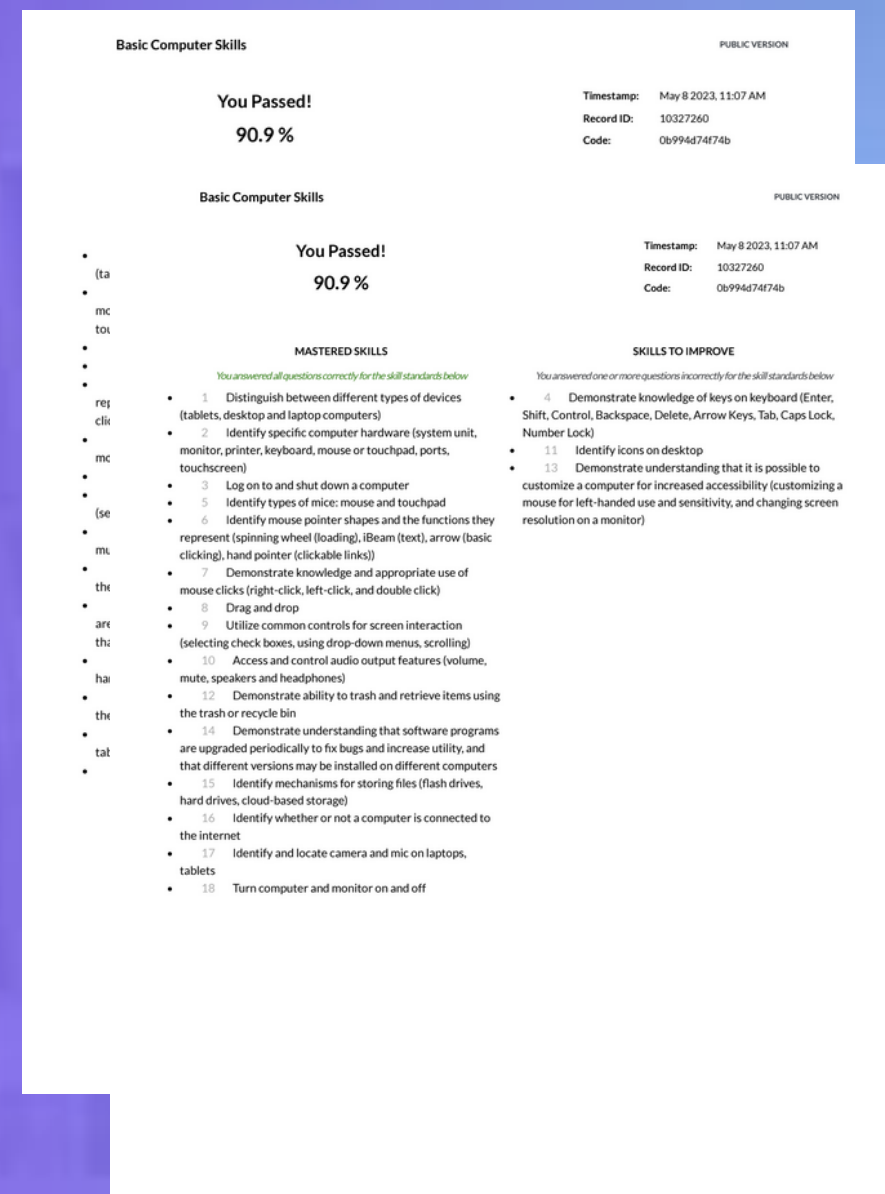 Basic Computer Skills
PUBLIC VERSION
You Passed!
90.9 %
Timestamp: May 8 2023, 11:07 AM
Record ID: 10327260
Code: 0b994d74f74b
Basic Computer Skills
PUBLIC VERSION
You Passed!
90.9 %
Timestamp: May 8 2023, 11:07 AM
Record ID: 10327260
Code: 0b994d74f74b
MASTERED SKILLS
You answered all questions correctly for the skill standards below
• 1 Distinguish between different types of devices
(tablets, desktop and laptop computers)
• 2 Identify specific computer hardware (system unit,
monitor, printer, keyboard, mouse or touchpad, ports,
touchscreen)
• 3 Log on to and shut down a computer
• 5 Identify types of mice: mouse and touchpad
• 6 Identify mouse pointer shapes and the functions they
represent (spinning wheel (loading), iBeam (text), arrow (basic
clicking), hand pointer (clickable links))
• 7 Demonstrate knowledge and appropriate use of
mouse clicks (right-click, left-click, and double click)
• 8 Drag and drop
• 9 Utilize common controls for screen interaction
(selecting check boxes, using drop-down menus, scrolling)
• 10 Access and control audio output features (volume,
mute, speakers and headphones)
• 12 Demonstrate ability to trash and retrieve items using
the trash or recycle bin
• 14 Demonstrate understanding that software programs
are upgraded periodically to fix bugs and increase utility, and
that different versions may be installed on different computers
• 15 Identify mechanisms for storing files (flash drives,
hard drives, cloud-based storage)
• 16 Identify whether or not a computer is connected to
the internet
• 17 Identify and locate camera and mic on laptops,
tablets
• 18 Turn computer and monitor on and off
SKILLS TO IMPROVE
You answered one or more questions incorrectly for the skill standards below
• 4 Demonstrate knowledge of keys on keyboard (Enter,
Shift, Control, Backspace, Delete, Arrow Keys, Tab, Caps Lock,
Number Lock)
• 11 Identify icons on desktop
• 13 Demonstrate understanding that it is possible to
customize a computer for increased accessibility (customizing a
mouse for left-handed use and sensitivity, and changing screen
resolution on a monitor)